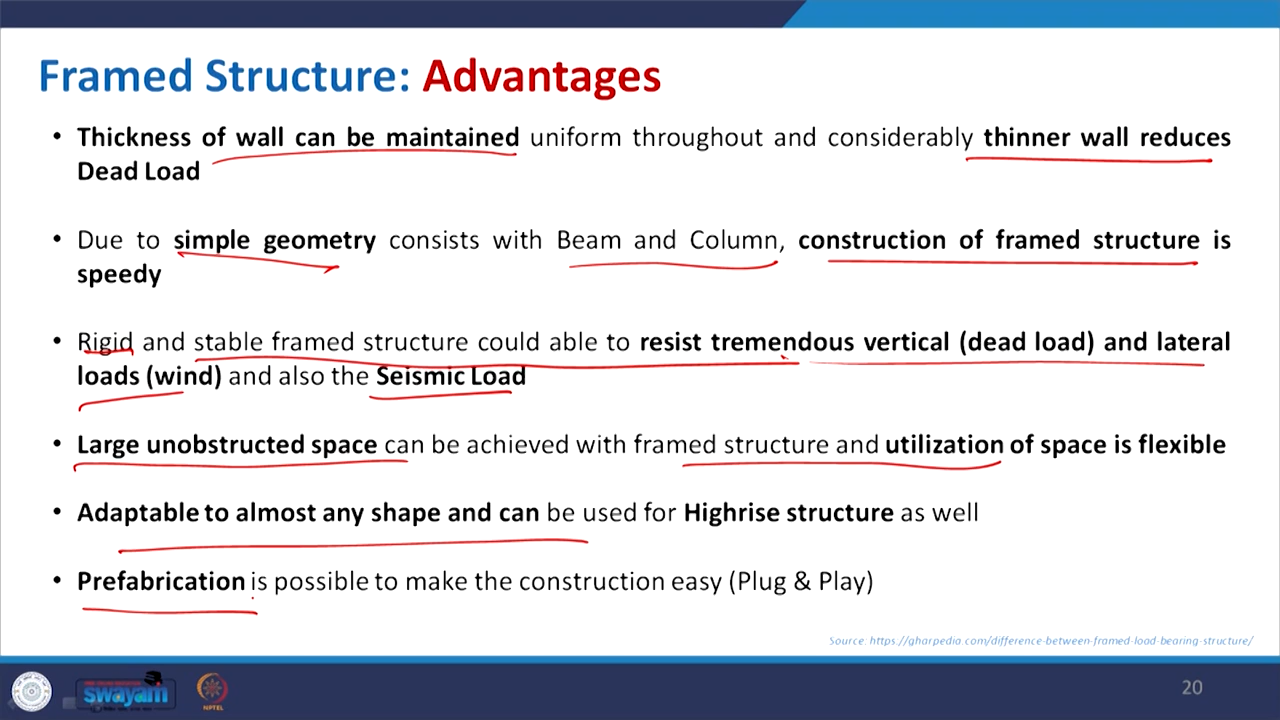 Framed Structure: Advantages
• Thickness of wall can be maintained uniform throughout and considerably thinner wall reduces
Dead Load
• Due to simple geometry consists with Beam and Column, construction of framed structure is
speedy
• Rigid and stable framed structure could able to resist tremendous vertical (dead load) and lateral
loads (wind) and also the Seismic Load
• Large unobstructed space can be achieved with framed structure and utilization of space is flexible
• Adaptable to almost any shape and can be used for Highrise structure as well
• Prefabrication is possible to make the construction easy (Plug & Play)
Source: https://gharpedia.com/difference-between-framed-load-bearing-structure/
swayam
NPTEL
20